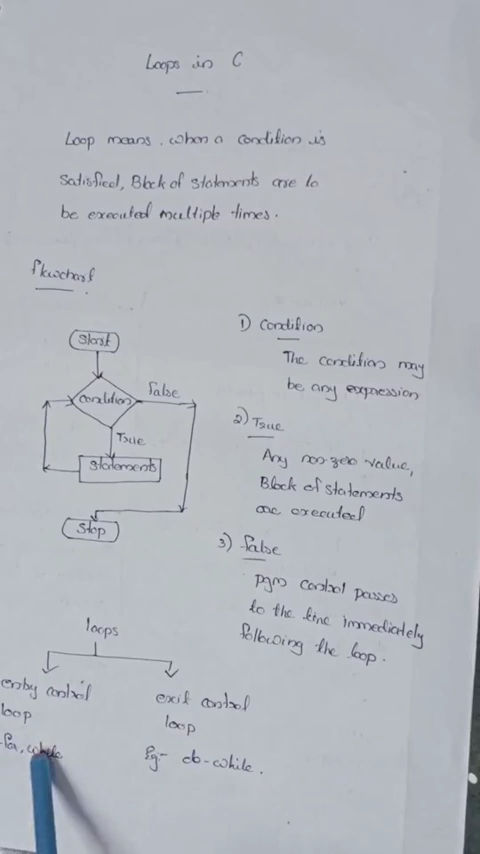 Loops in C
Loop means, when a condition is
Satisfied, Block of statements are to
be executed multiple times.
flowchart
Start
condition
False
True
Statements
Stop
1) Condition
The condition may
be any expression
2) True
Any non zero value,
Block of statements
are executed
3) False
pgm control passes
to the line immediately
following the loop.
loops
entry control
loop
for, while
exit control
loop
Eg- do-while.